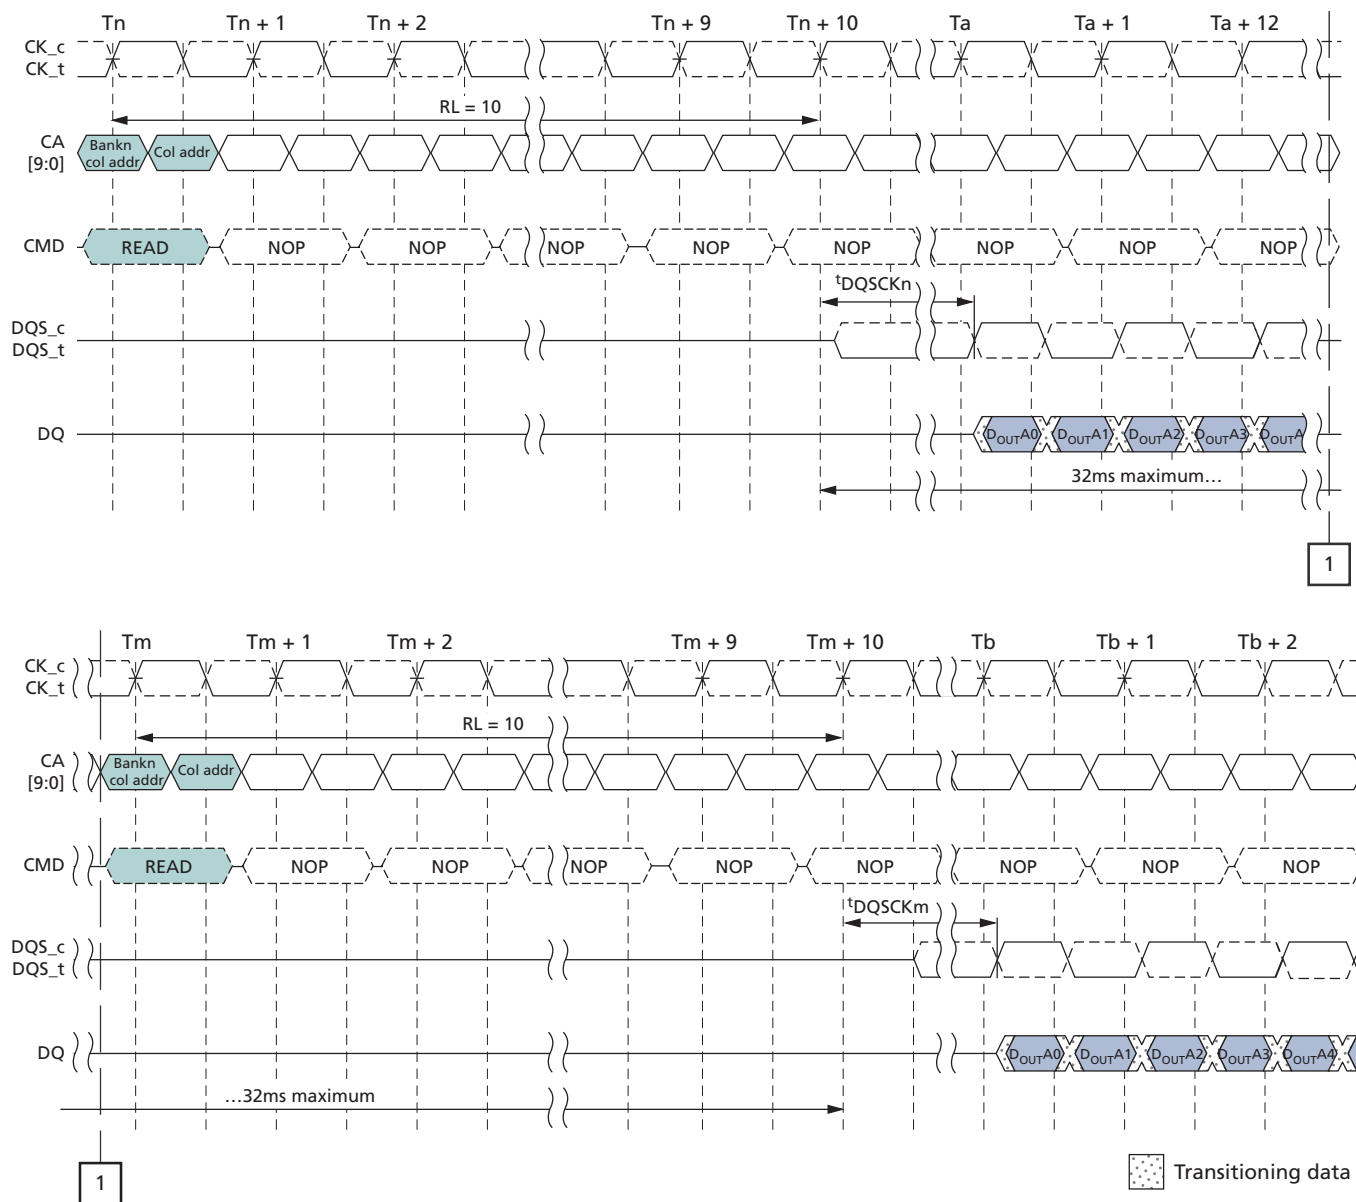 Tn Tn + 1 Tn + 2 Tn + 9 Tn + 10 Ta Ta + 1 Ta + 12
CK_c
CK_t
RL = 10
CA
[9:0]
Bankn
col addr
Col addr
CMD READ NOP NOP NOP NOP NOP NOP NOP NOP
tDQSCKn
DQS_c
DQS_t
DQ DOUTA0 DOUTA1 DOUTA2 DOUTA3 DOUTA
32ms maximum…
1
Tm Tm + 1 Tm + 2 Tm + 9 Tm + 10 Tb Tb + 1 Tb + 2
CK_c
CK_t
RL = 10
CA
[9:0]
Bankn
col addr
Col addr
CMD READ NOP NOP NOP NOP NOP NOP NOP NOP
tDQSCKm
DQS_c
DQS_t
DQ DOUTA0 DOUTA1 DOUTA2 DOUTA3 DOUTA4
…32ms maximum
1
Transitioning data